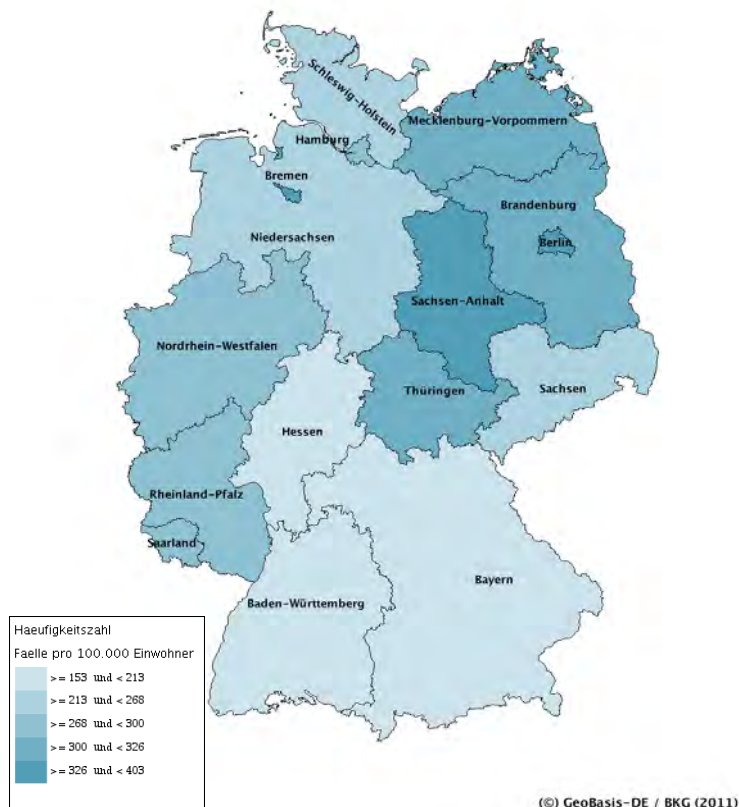 Schleswig-Holstein
Mecklenburg-Vorpommern
Hamburg
Bremen
Brandenburg
Niedersachsen
Berlin
Sachsen-Anhalt
Nordrhein-Westfalen
Thüringen
Sachsen
Hessen
Rheinland-Pfalz
Saarland
Bayern
Baden-Württemberg
Haeufigkeitszahl
Faelle pro 100.000 Einwohner
>= 153 und < 213
>= 213 und < 268
>= 268 und < 300
>= 300 und < 326
>= 326 und < 403
(©) GeoBasis-DE / BKG (2011)